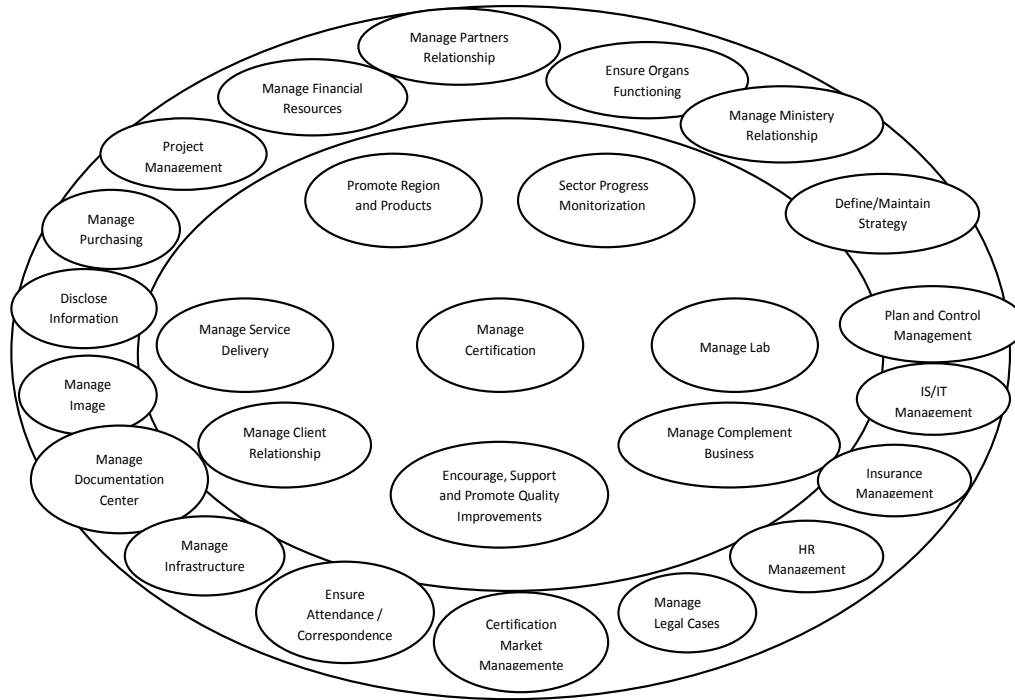 Manage Partners
Relationship
Ensure Organs
Functioning
Manage Financial
Resources
Manage Ministery
Relationship
Project
Management
Promote Region
and Products
Sector Progress
Monitorization
Define/Maintain
Strategy
Manage
Purchasing
Disclose
Information
Manage Service
Delivery
Manage
Certification
Manage Lab
Plan and Control
Management
Manage
Image
IS/IT
Management
Manage Client
Relationship
Manage Complement
Business
Manage
Documentation
Center
Encourage, Support
and Promote Quality
Improvements
Insurance
Management
Manage
Infrastructure
HR
Management
Ensure
Attendance /
Correspondence
Certification
Market
Managemente
Manage
Legal Cases